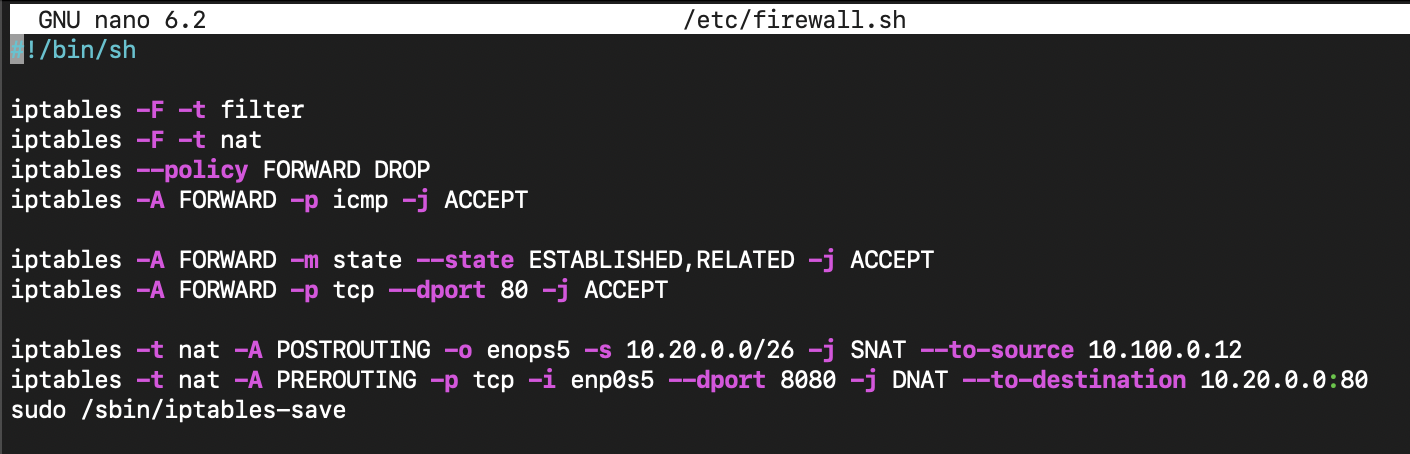 GNU nano 6.2 /etc/firewall.sh
#!/bin/sh
iptables -F -t filter
iptables -F -t nat
iptables --policy FORWARD DROP
iptables -A FORWARD -p icmp -j ACCEPT
iptables -A FORWARD -m state --state ESTABLISHED,RELATED -j ACCEPT
iptables -A FORWARD -p tcp --dport 80 -j ACCEPT
iptables -t nat -A POSTROUTING -o enops5 -s 10.20.0.0/26 -j SNAT --to-source 10.100.0.12
iptables -t nat -A PREROUTING -p tcp -i enp0s5 --dport 8080 -j DNAT --to-destination 10.20.0.0:80
sudo /sbin/iptables-save